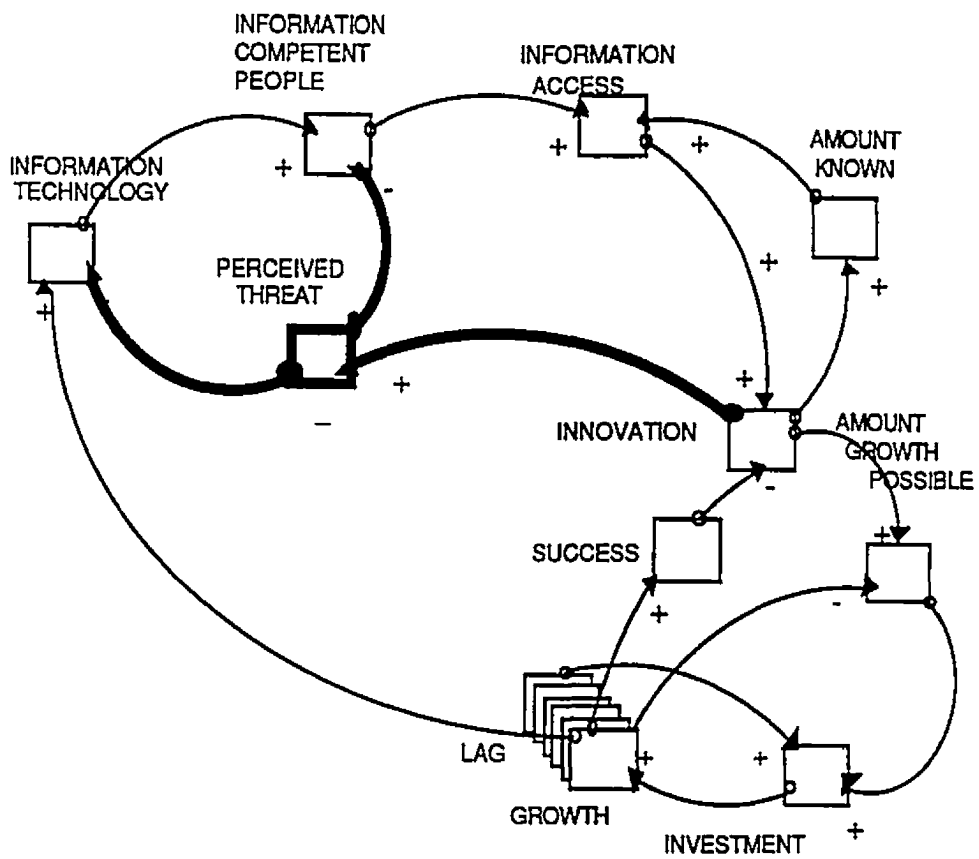 INFORMATION
COMPETENT
PEOPLE
INFORMATION
ACCESS
AMOUNT
KNOWN
INFORMATION
TECHNOLOGY
+
+
+
-
+
+
+
PERCEIVED
THREAT
+
+
–
INNOVATION
AMOUNT
GROWTH
POSSIBLE
-
SUCCESS
+
+
-
LAG
+
+
GROWTH
INVESTMENT
+